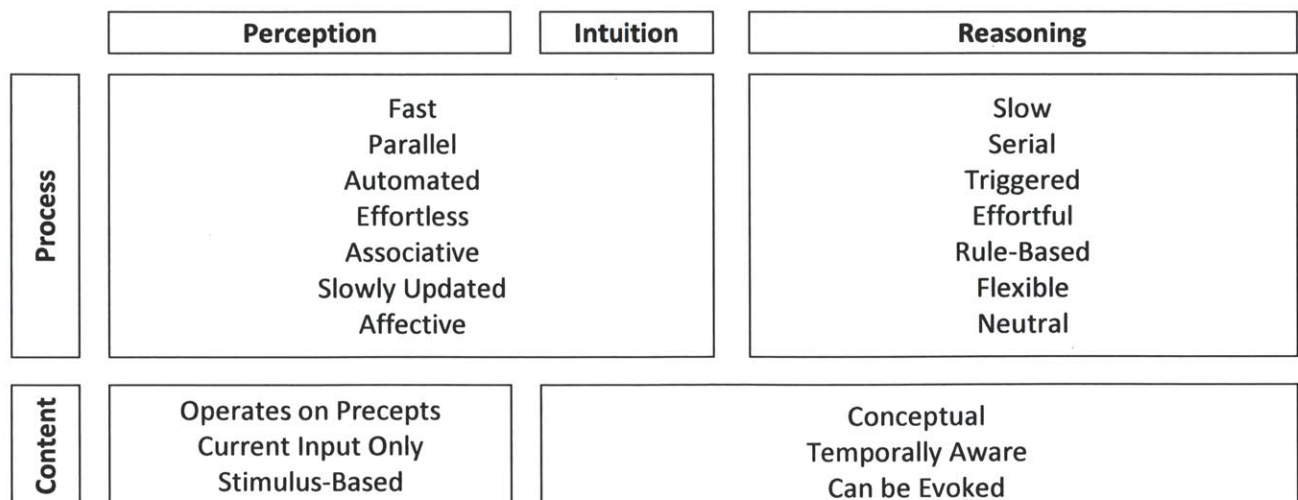 Perception
Intuition
Reasoning
Process
Fast
Parallel
Automated
Effortless
Associative
Slowly Updated
Affective
Slow
Serial
Triggered
Effortful
Rule-Based
Flexible
Neutral
Content
Operates on Precepts
Current Input Only
Stimulus-Based
Conceptual
Temporally Aware
Can be Evoked